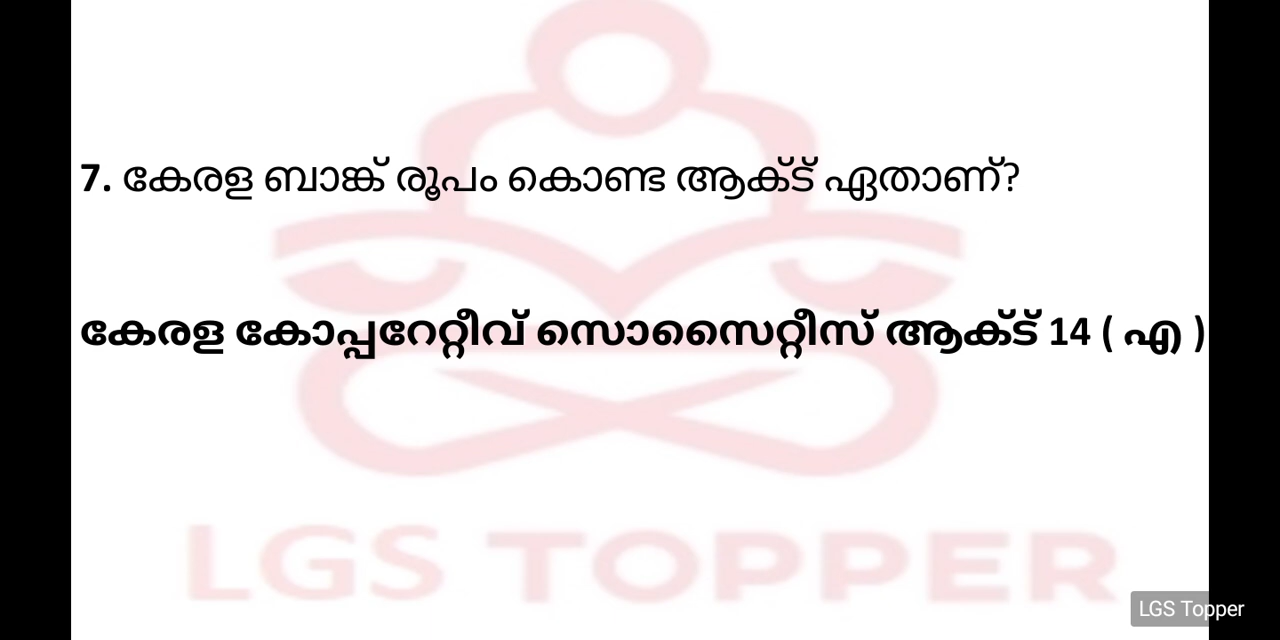 7. കേരള ബാങ്ക് രൂപം കൊണ്ട ആക്ട് ഏതാണ്?
കേരള കോപ്പറേറ്റീവ് സൊസൈറ്റീസ് ആക്ട് 14 ( എ )
LGS TOPPER
LGS Topper